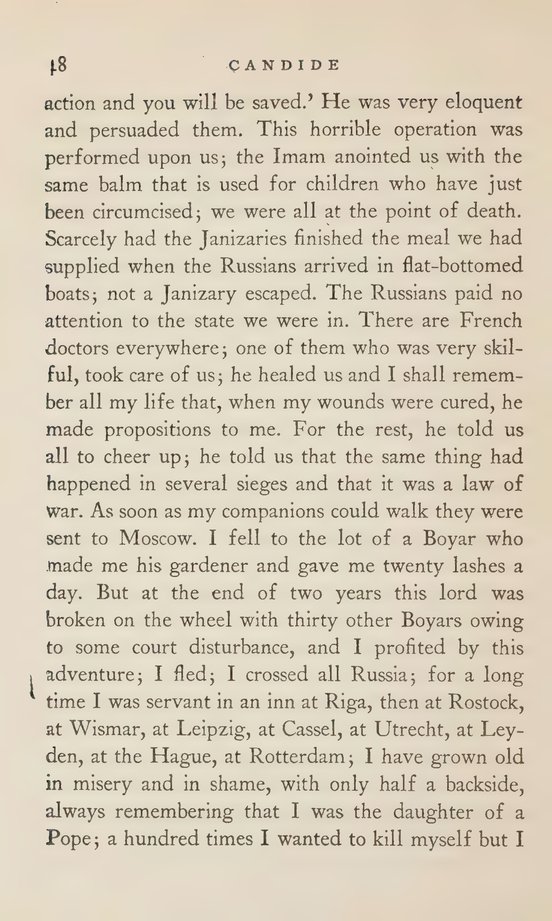 48 CANDIDE
action and you will be saved.’ He was very eloquent
and persuaded them. This horrible operation was
performed upon us; the Imam anointed us with the
same balm that is used for children who have just
been circumcised; we were all at the point of death.
Scarcely had the Janizaries finished the meal we had
supplied when the Russians arrived in flat-bottomed
boats; not a Janizary escaped. The Russians paid no
attention to the state we were in. There are French
doctors everywhere; one of them who was very skil-
ful, took care of us; he healed us and I shall remem-
ber all my life that, when my wounds were cured, he
made propositions to me. For the rest, he told us
all to cheer up; he told us that the same thing had
happened in several sieges and that it was a law of
war. As soon as my companions could walk they were
sent to Moscow. I fell to the lot of a Boyar who
made me his gardener and gave me twenty lashes a
day. But at the end of two years this lord was
broken on the wheel with thirty other Boyars owing
to some court disturbance, and I profited by this
adventure; I fled; I crossed all Russia; for a long
time I was servant in an inn at Riga, then at Rostock,
at Wismar, at Leipzig, at Cassel, at Utrecht, at Ley-
den, at the Hague, at Rotterdam; I have grown old
in misery and in shame, with only half a backside,
always remembering that I was the daughter of a
Pope; a hundred times I wanted to kill myself but I